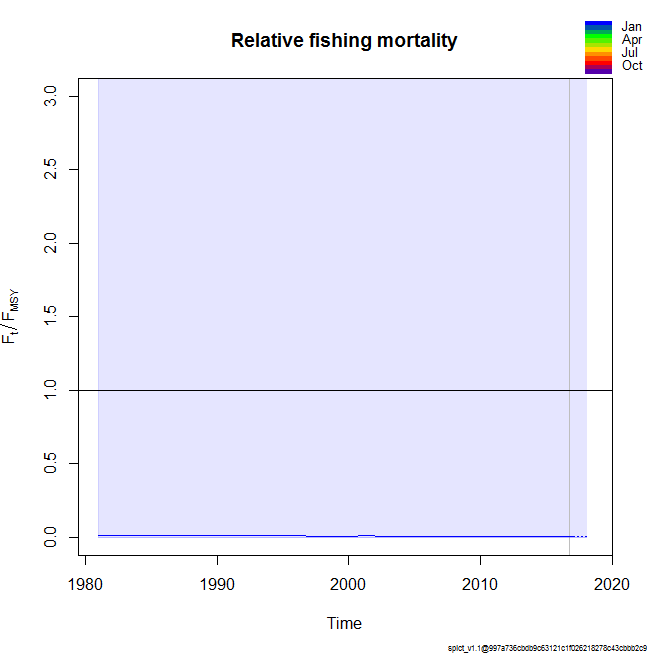 Relative fishing mortality
Jan
Apr
Jul
Oct
3.0
2.5
2.0
1.5
1.0
0.5
0.0
Ft / FMSY
1980 1990 2000 2010 2020
Time
spict_v1.1@997a736cbdb9c63121c1f026218278c43cbbb2c9